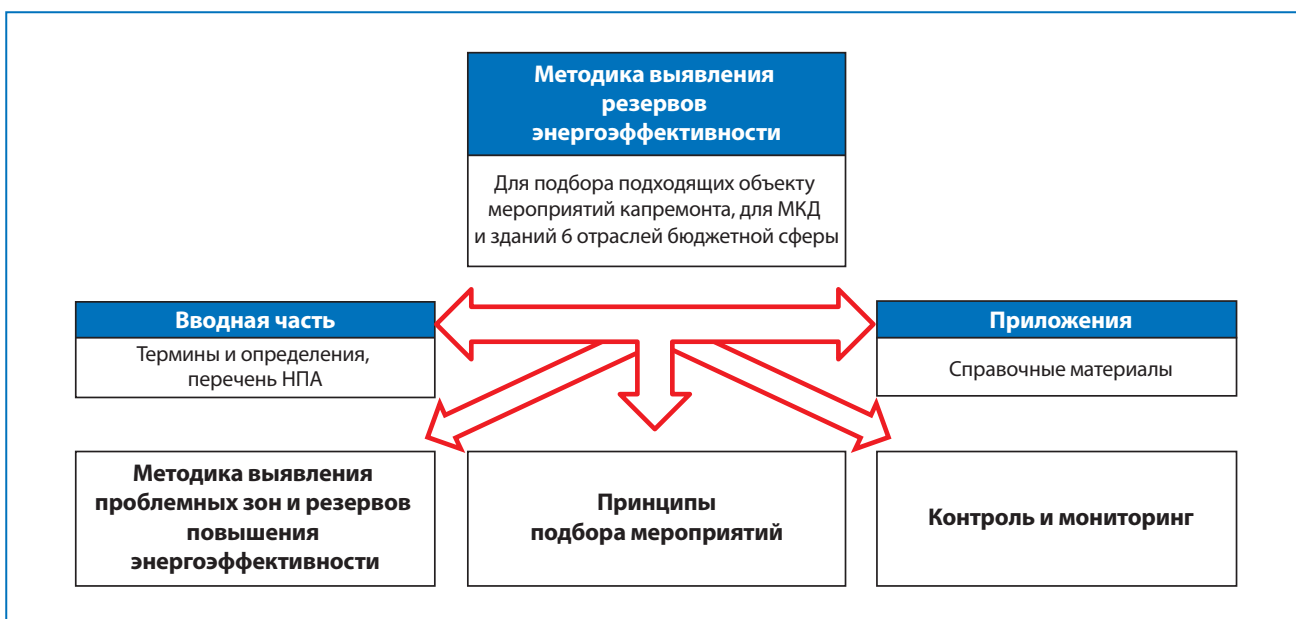 Методика выявления
резервов
энергоэффективности
Для подбора подходящих объекту
мероприятий капремонта, для МКД
и зданий 6 отраслей бюджетной сферы
Вводная часть
Термины и определения,
перечень НПА
Приложения
Справочные материалы
Методика выявления
проблемных зон и резервов
повышения
энергоэффективности
Принципы
подбора мероприятий
Контроль и мониторинг